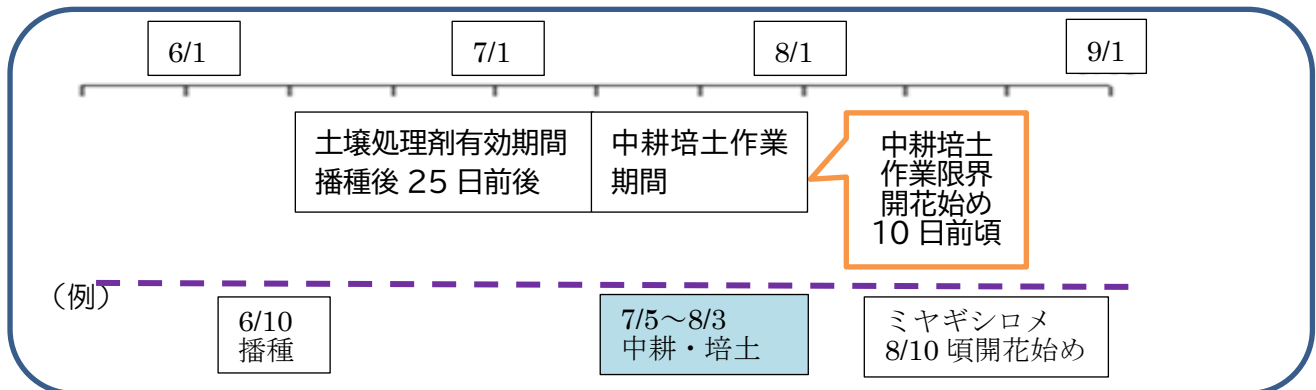 6/1
7/1
8/1
9/1
土壌処理剤有効期間
播種後 25 日前後
中耕培土作業
期間
中耕培土
作業限界
開花始め
10 日前頃
（例）
6/10
播種
7/5～8/3
中耕・培土
ミヤギシロメ
8/10 頃開花始め